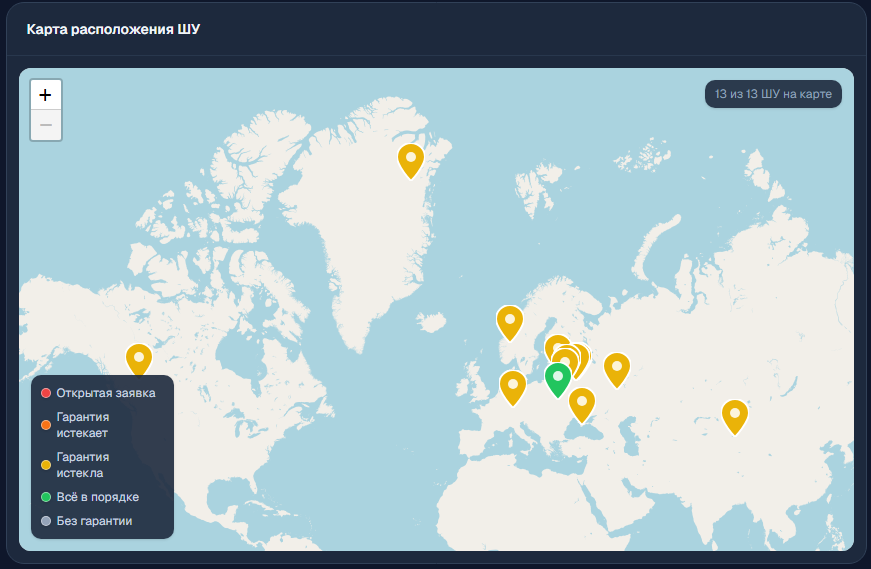 Карта расположения ШУ
+
−
13 из 13 ШУ на карте
Открытая заявка
Гарантия
истекает
Гарантия
истекла
Всё в порядке
Без гарантии